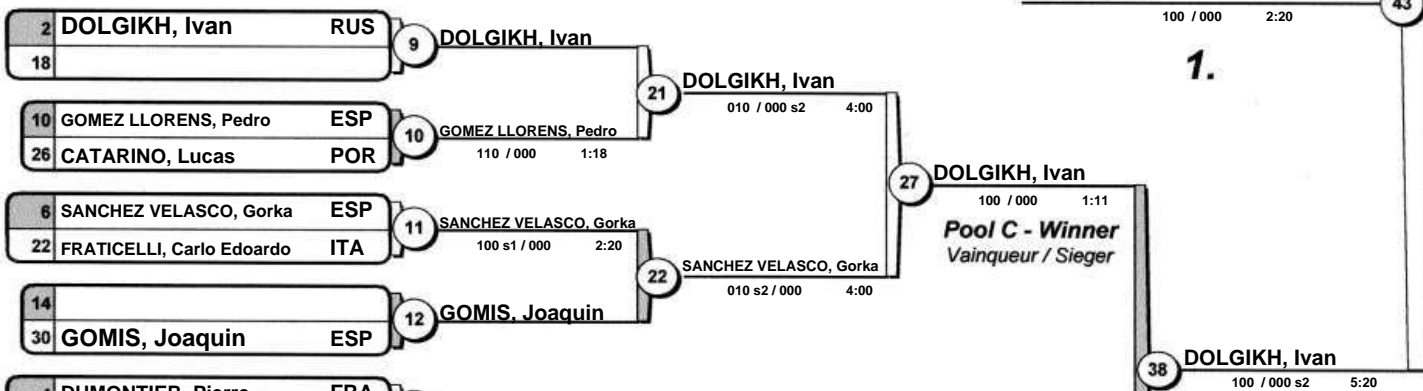 100 / 000 2:20
43
1.
2 DOLGIKH, Ivan RUS
18
9
DOLGIKH, Ivan
21
DOLGIKH, Ivan
010 / 000 s2 4:00
10 GOMEZ LLORENS, Pedro ESP
26 CATARINO, Lucas POR
10
GOMEZ LLORENS, Pedro
110 / 000 1:18
27
DOLGIKH, Ivan
100 / 000 1:11
Pool C - Winner
Vainqueur / Sieger
6 SANCHEZ VELASCO, Gorka ESP
22 FRATICELLI, Carlo Edoardo ITA
11
SANCHEZ VELASCO, Gorka
100 s1 / 000 2:20
22
SANCHEZ VELASCO, Gorka
010 s2 / 000 4:00
14
30 GOMIS, Joaquin ESP
12
GOMIS, Joaquin
38
DOLGIKH, Ivan
100 / 000 s2 5:20
DUMONTIER, Pierre FRA